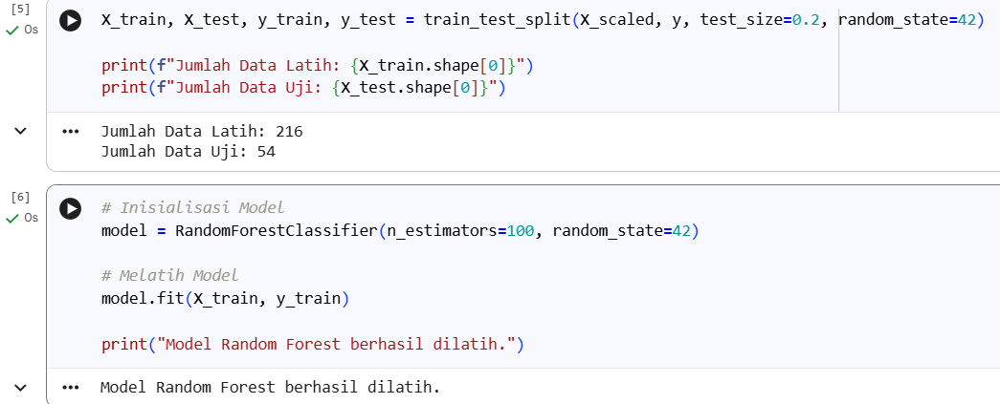 [5]
0s
X_train, X_test, y_train, y_test = train_test_split(X_scaled, y, test_size=0.2, random_state=42)
print(f"Jumlah Data Latih: {X_train.shape[0]}")
print(f"Jumlah Data Uji: {X_test.shape[0]}")
Jumlah Data Latih: 216
Jumlah Data Uji: 54
[6]
0s
# Inisialisasi Model
model = RandomForestClassifier(n_estimators=100, random_state=42)
# Melatih Model
model.fit(X_train, y_train)
print("Model Random Forest berhasil dilatih.")
Model Random Forest berhasil dilatih.